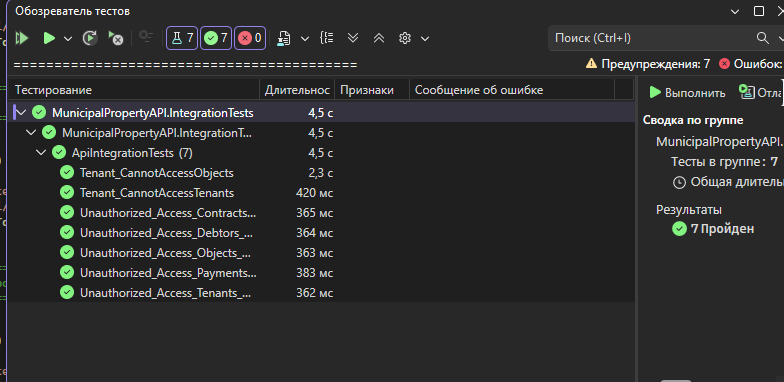 Обозреватель тестов
7 7 0 Поиск (Ctrl+I)
========================================== Предупреждения: 7 Ошибок:
Тестирование Длительнос Признаки Сообщение об ошибке
MunicipalPropertyAPI.IntegrationTests 4,5 с
MunicipalPropertyAPI.IntegrationT... 4,5 с
ApiIntegrationTests (7) 4,5 с
Tenant_CannotAccessObjects 2,3 с
Tenant_CannotAccessTenants 420 мс
Unauthorized_Access_Contracts... 365 мс
Unauthorized_Access_Debtors_... 364 мс
Unauthorized_Access_Objects_... 363 мс
Unauthorized_Access_Payments... 383 мс
Unauthorized_Access_Tenants_... 362 мс
Выполнить Отла
Сводка по группе
MunicipalPropertyAPI.
Тесты в группе: 7
Общая длитель
Результаты
7 Пройден